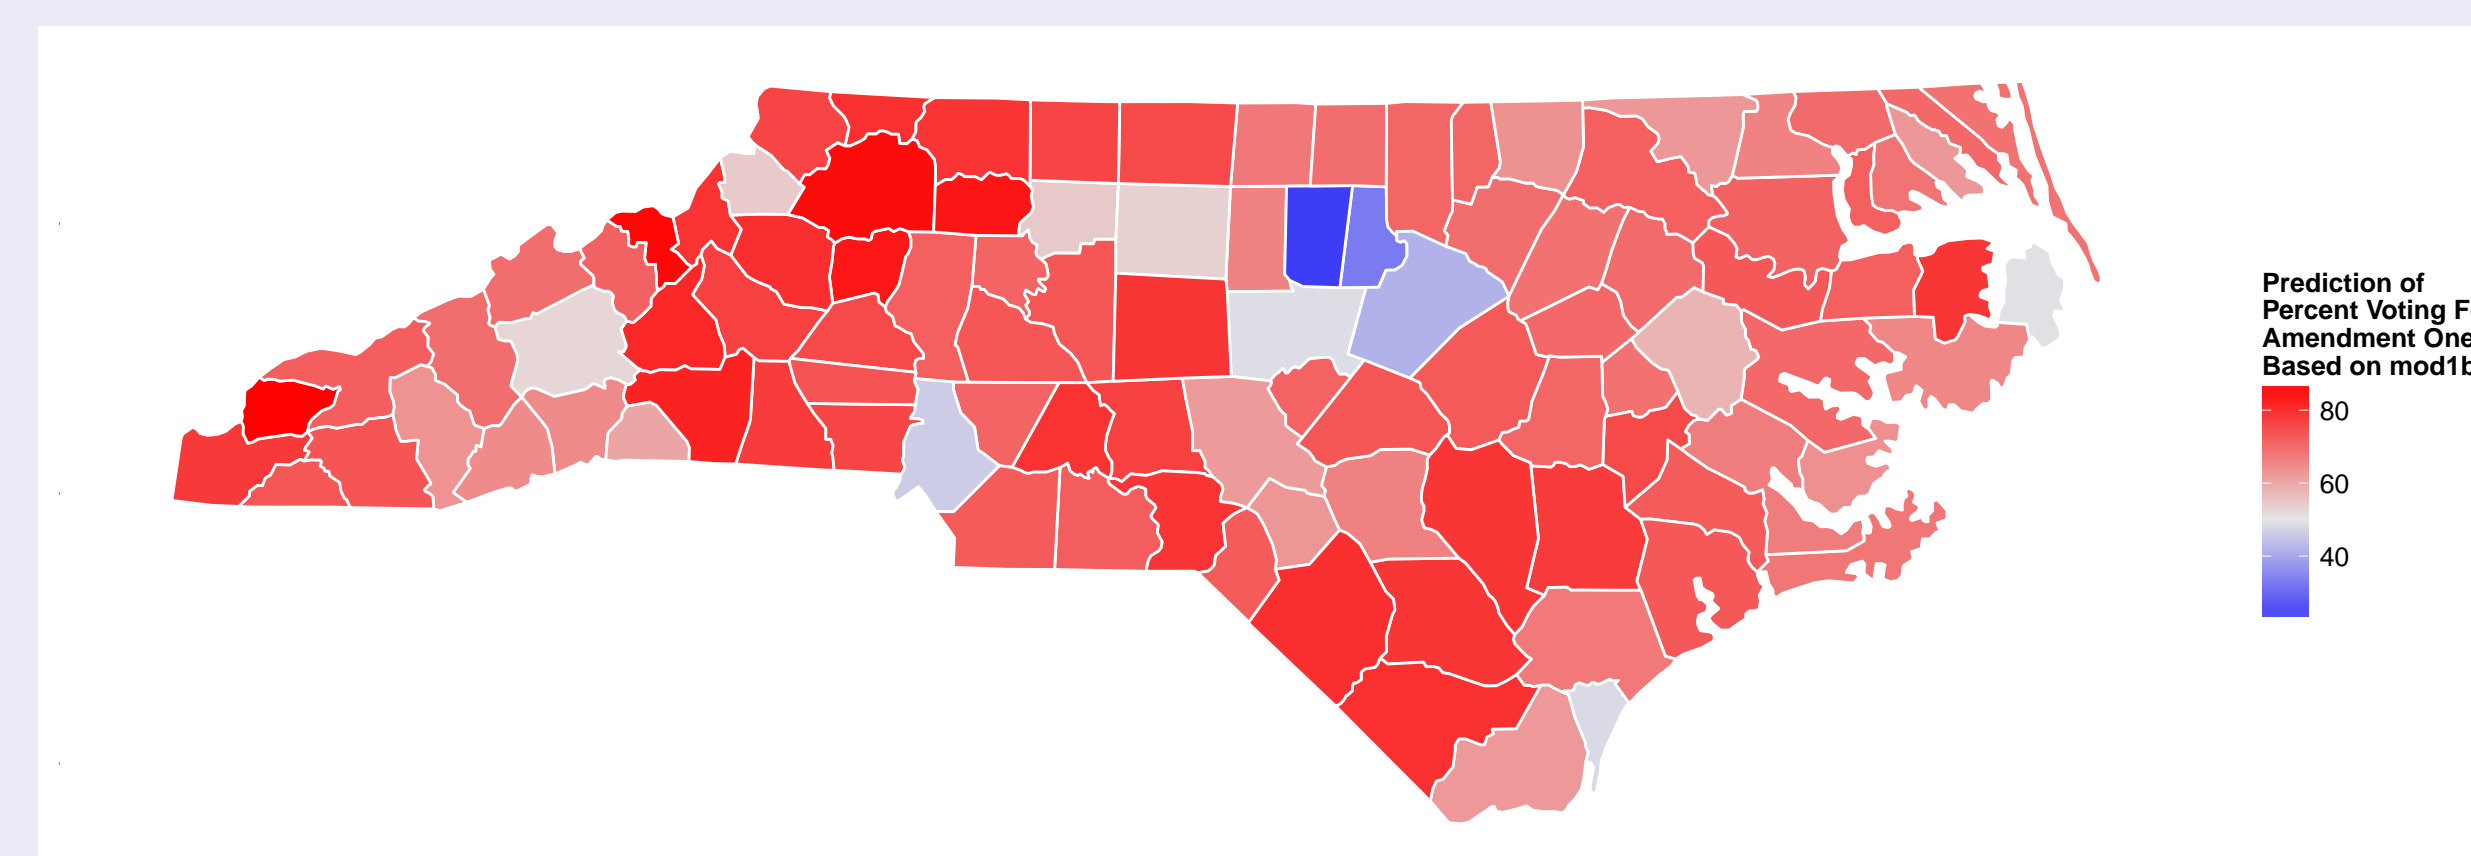 Prediction of
Percent Voting F
Amendment One
Based on mod1b
80
60
40